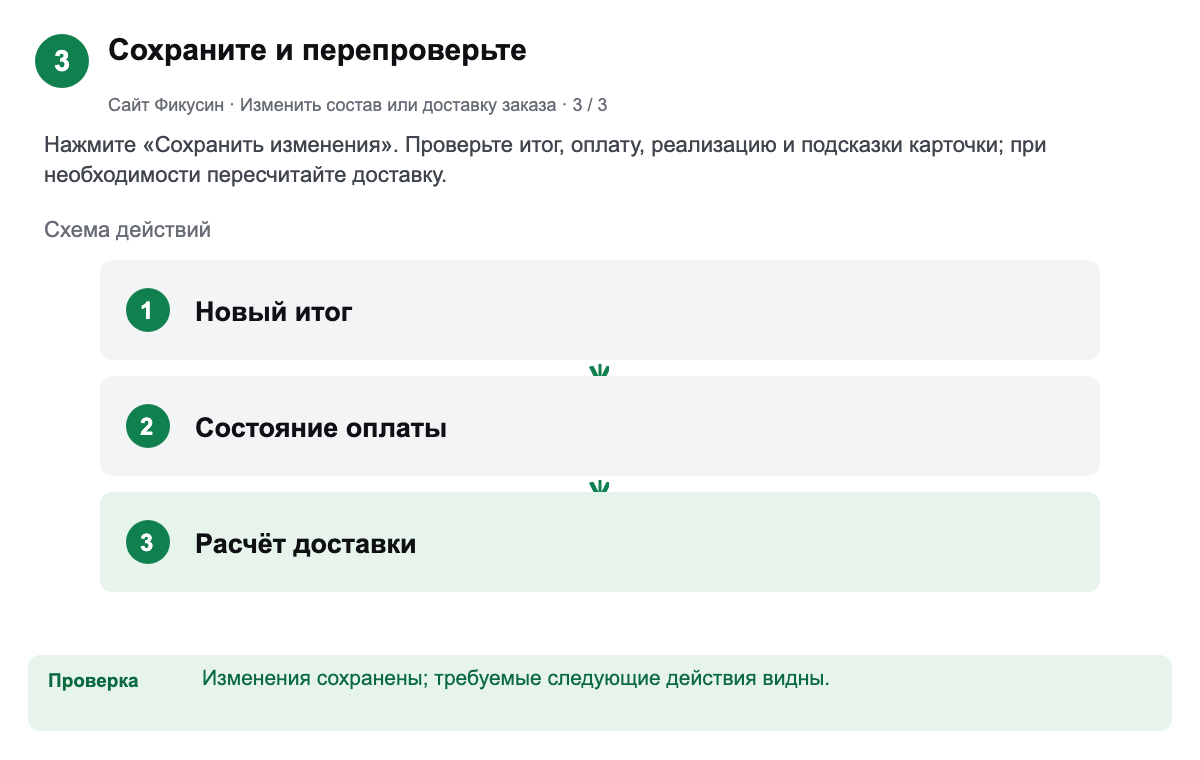 3
Сохраните и перепроверьте
Сайт Фикусин · Изменить состав или доставку заказа · 3 / 3
Нажмите «Сохранить изменения». Проверьте итог, оплату, реализацию и подсказки карточки; при
необходимости пересчитайте доставку.
Схема действий
1 Новый итог
2 Состояние оплаты
3 Расчёт доставки
Проверка Изменения сохранены; требуемые следующие действия видны.